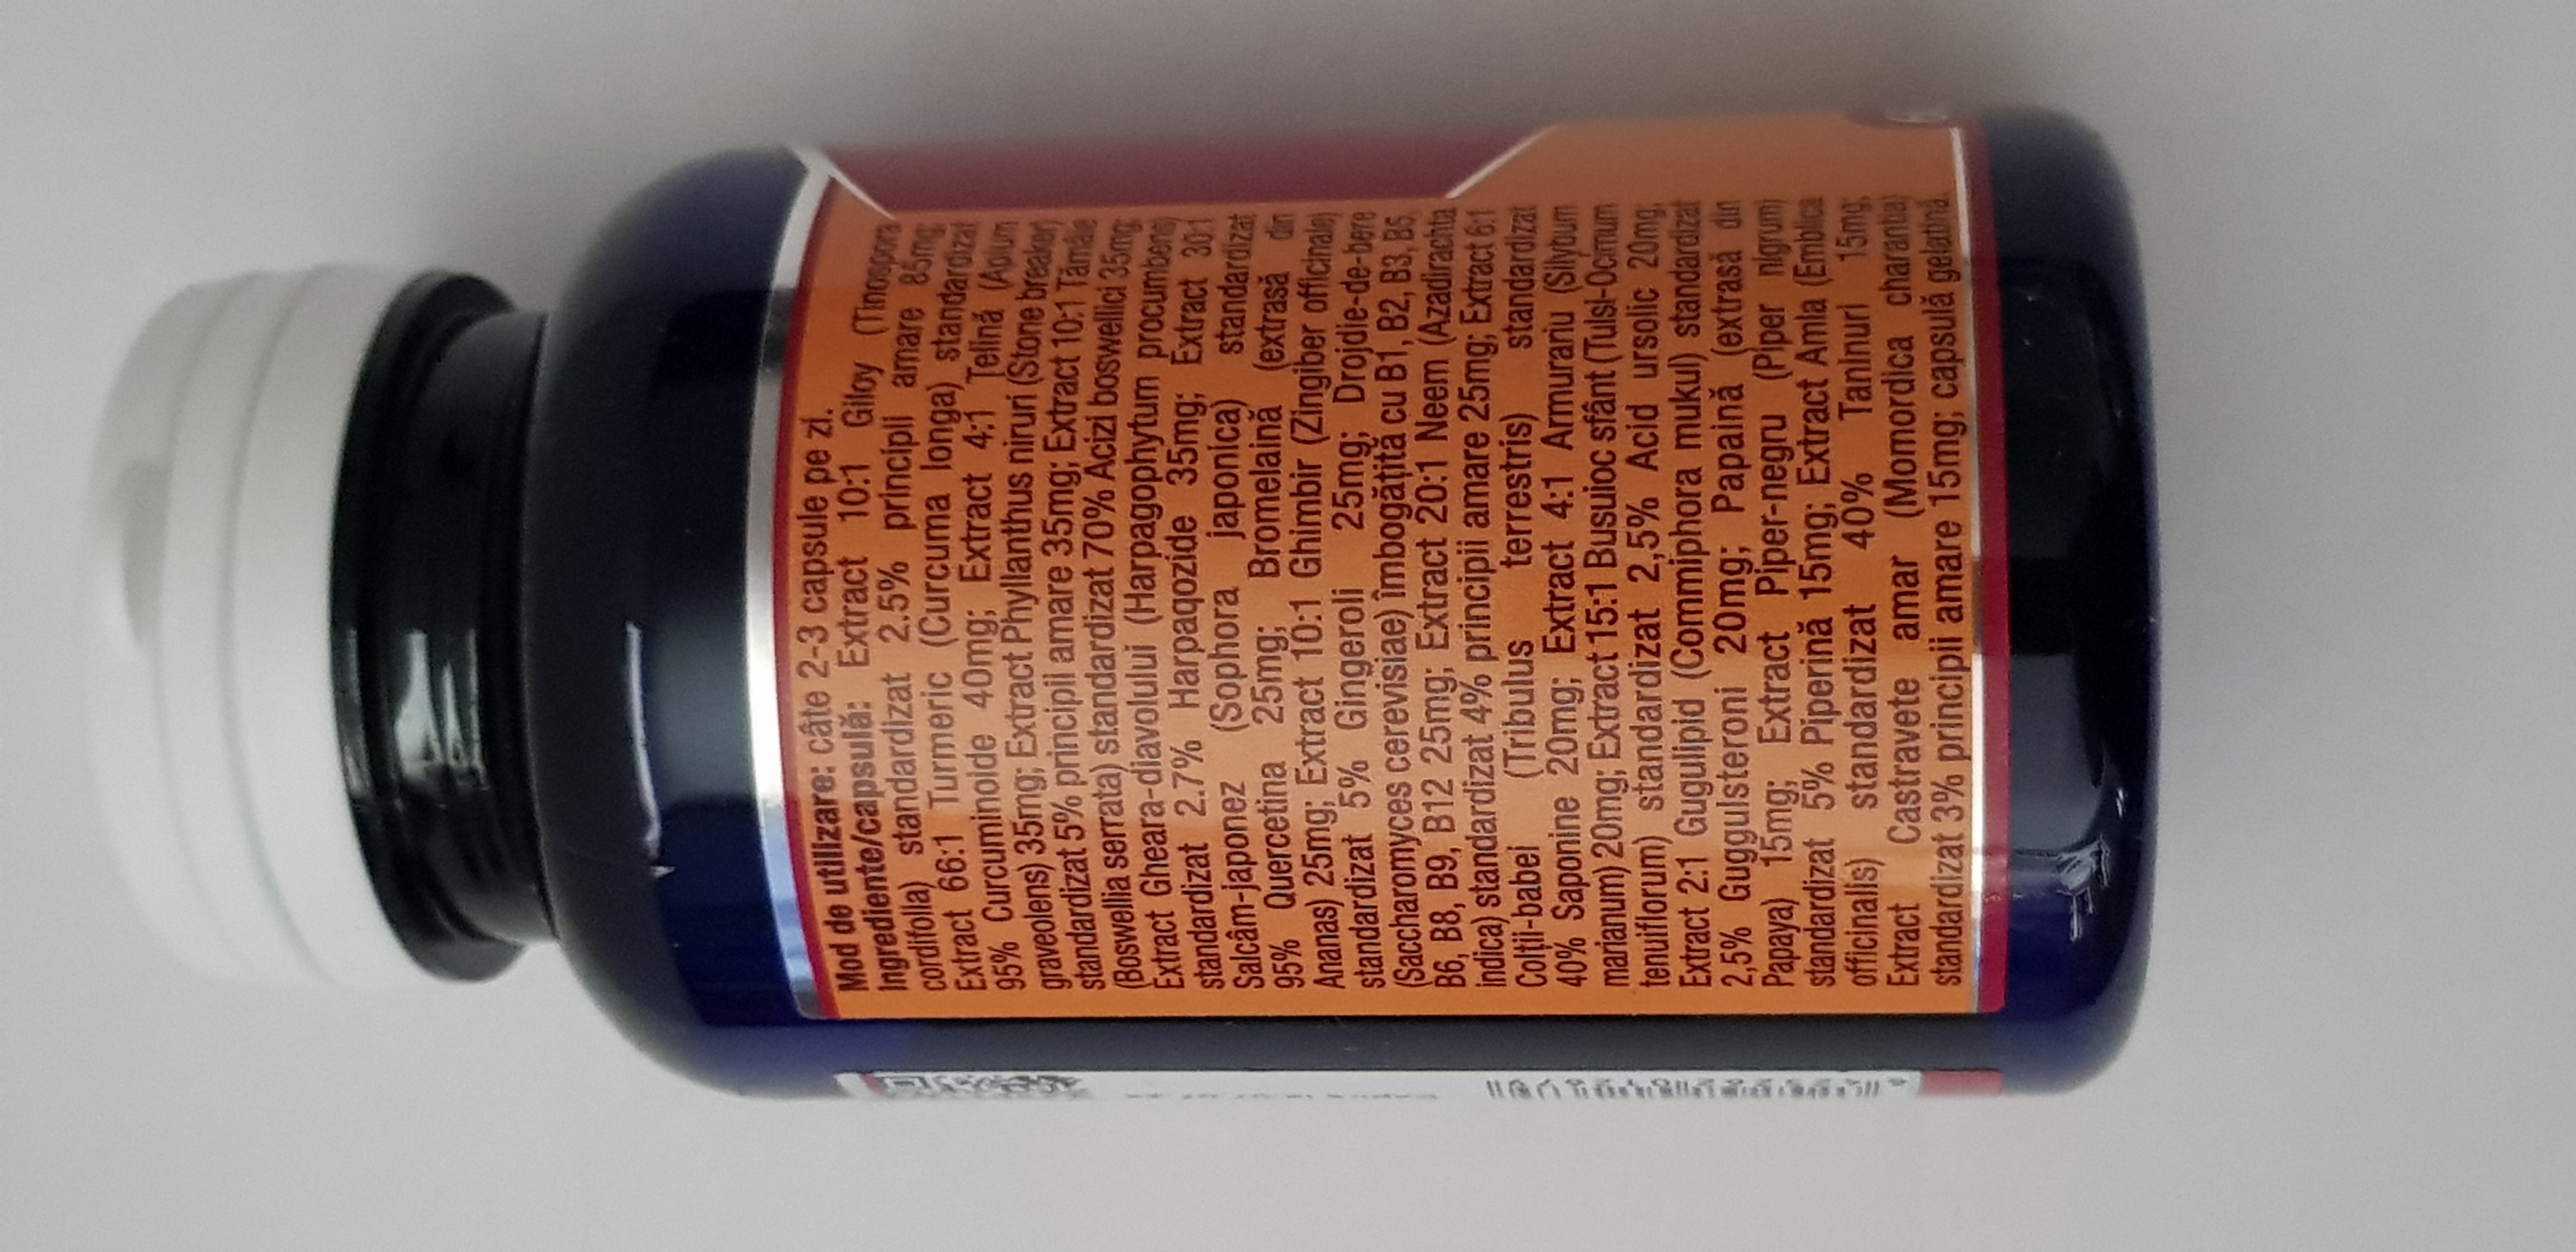 Mod de utilizare: câte 2-3 capsule pe zi.
Ingrediente/capsulă: Extract 10:1 Giloy (Tinospora
cordifolia) standardizat 2.5% principii amare 85mg;
Extract 66:1 Turmeric (Curcuma longa) standardizat
95% Curcuminoide 40mg; Extract 4:1 Țelină (Apium
graveolens) 35mg; Extract Phyllanthus niruri (Stone breaker)
standardizat 5% principii amare 35mg; Extract 10:1 Tămâie
(Boswellia serrata) standardizat 70% Acizi boswellici 35mg;
Extract Gheara-diavolului (Harpagophytum procumbens)
standardizat 2.7% Harpaqozide 35mg; Extract 30:1
Salcâm-japonez (Sophora japonica) standardizat
95% Quercetina 25mg; Bromelaină (extrasă din
Ananas) 25mg; Extract 10:1 Ghimbir (Zingiber officinale)
standardizat 5% Gingeroli 25mg; Drojdie-de-bere
(Saccharomyces cerevisiae) îmbogățită cu B1, B2, B3, B5,
B6, B8, B9, B12 25mg; Extract 20:1 Neem (Azadirachta
indica) standardizat 4% principii amare 25mg; Extract 6:1
Colții-babei (Tribulus terrestris) standardizat
40% Saponine 20mg; Extract 4:1 Armurariu (Silybum
marianum) 20mg; Extract 15:1 Busuioc sfânt (Tulsi-Ocimum
tenuiflorum) standardizat 2,5% Acid ursolic 20mg;
Extract 2:1 Gugulipid (Commiphora mukul) standardizat
2,5% Guggulsteroni 20mg; Papaină (extrasă din
Papaya) 15mg; Extract Piper-negru (Piper nigrum)
standardizat 5% Piperină 15mg; Extract Amla (Emblica
officinalis) standardizat 40% Taninuri 15mg;
Extract Castravete amar (Momordica charantia)
standardizat 3% principii amare 15mg; capsulă gelatină.